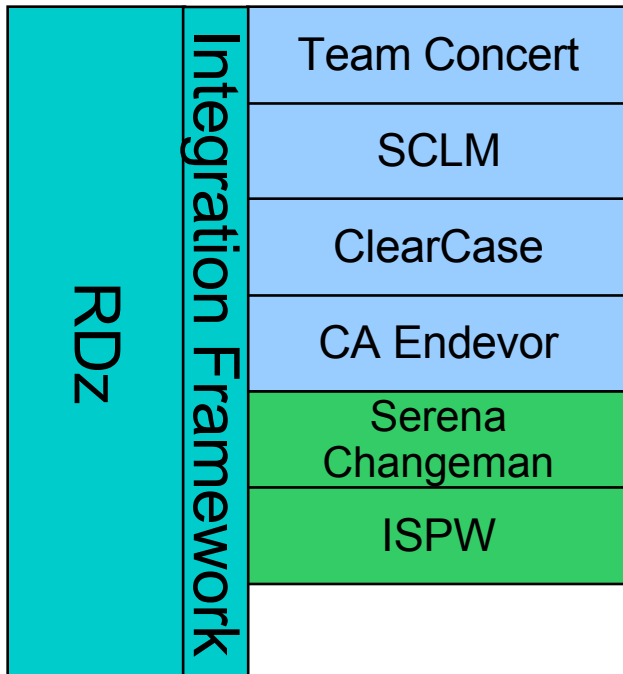 RDz
Integration Framework
Team Concert
SCLM
ClearCase
CA Endevor
Serena
Changeman
ISPW